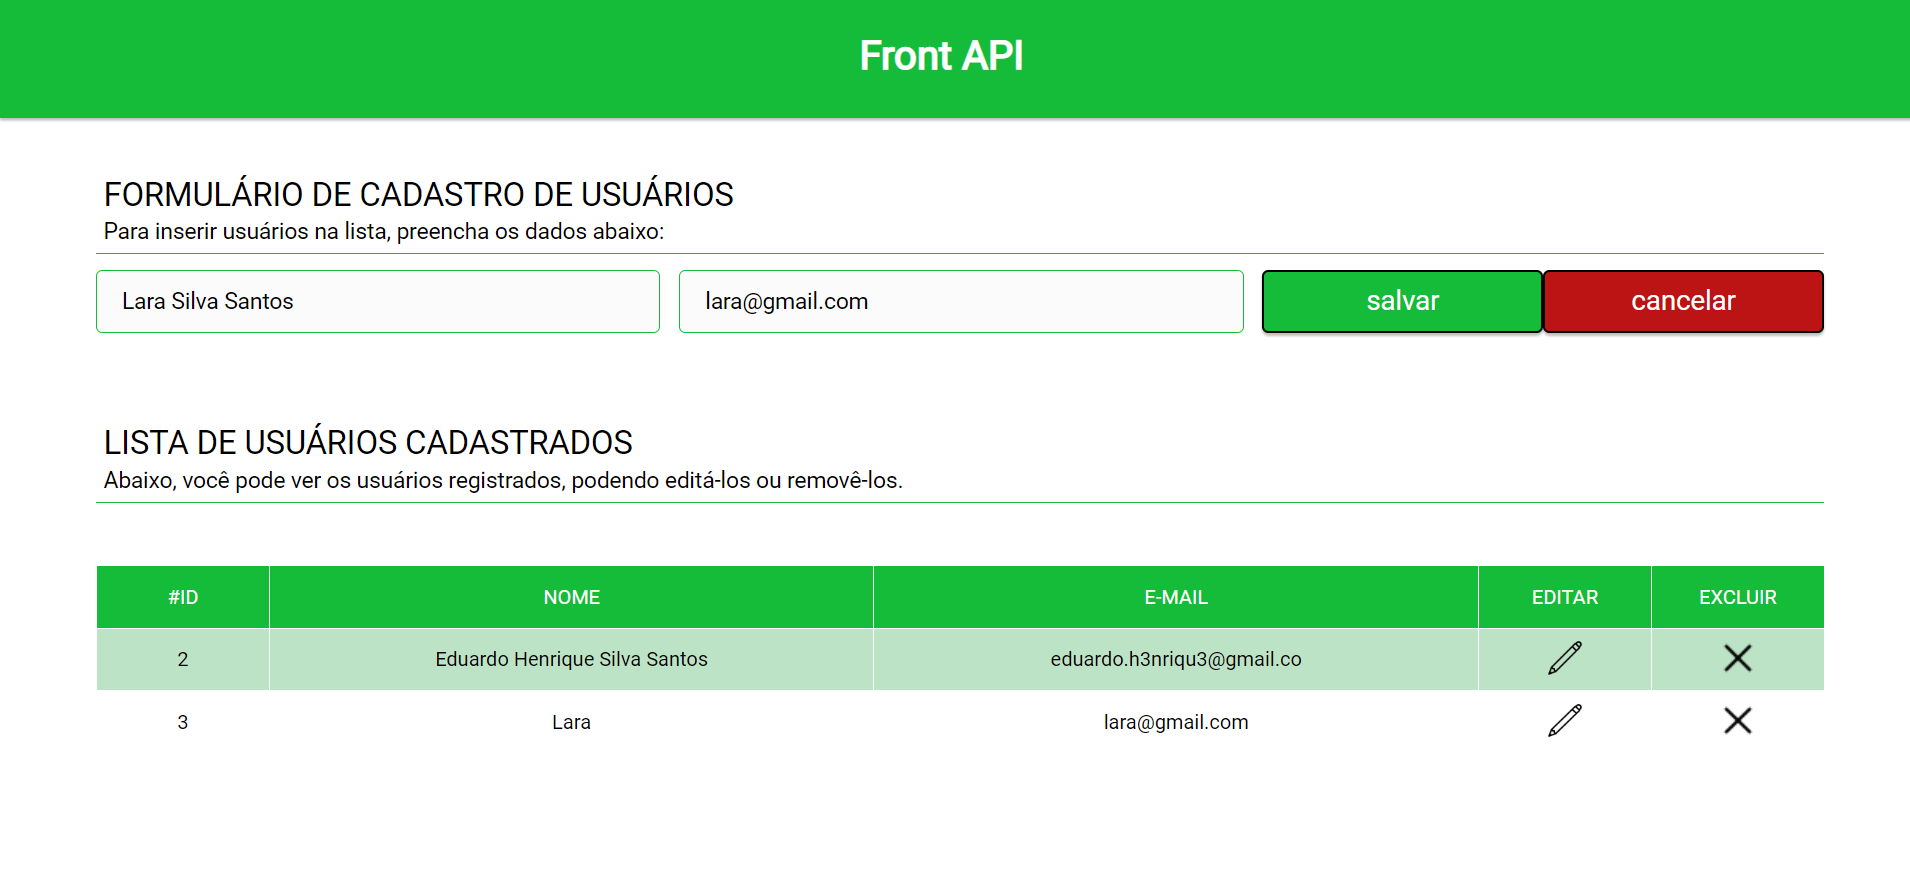 Front API
FORMULÁRIO DE CADASTRO DE USUÁRIOS
Para inserir usuários na lista, preencha os dados abaixo:
Lara Silva Santos lara@gmail.com salvar cancelar
LISTA DE USUÁRIOS CADASTRADOS
Abaixo, você pode ver os usuários registrados, podendo editá-los ou removê-los.
#ID NOME E-MAIL EDITAR EXCLUIR
2 Eduardo Henrique Silva Santos eduardo.h3nriqu3@gmail.co
3 Lara lara@gmail.com